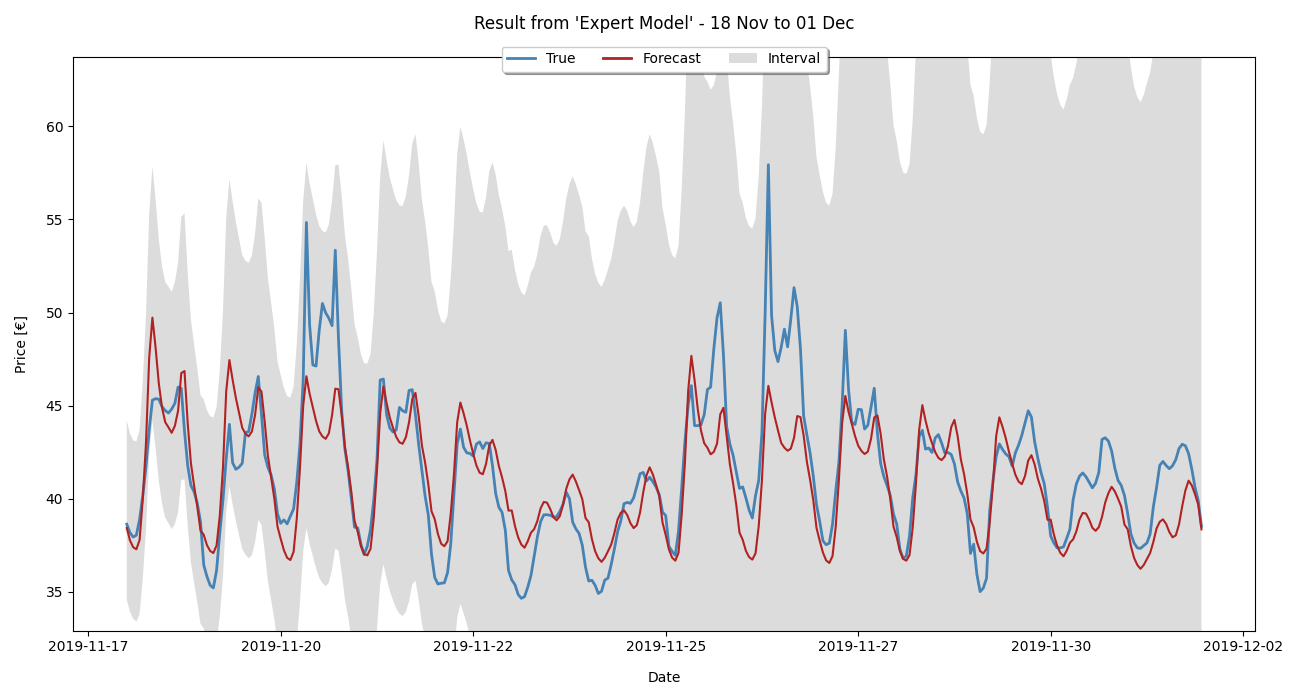 Result from 'Expert Model' - 18 Nov to 01 Dec
True Forecast Interval
Price [€]
60
55
50
45
40
35
2019-11-17 2019-11-20 2019-11-22 2019-11-25 2019-11-27 2019-11-30 2019-12-02
Date